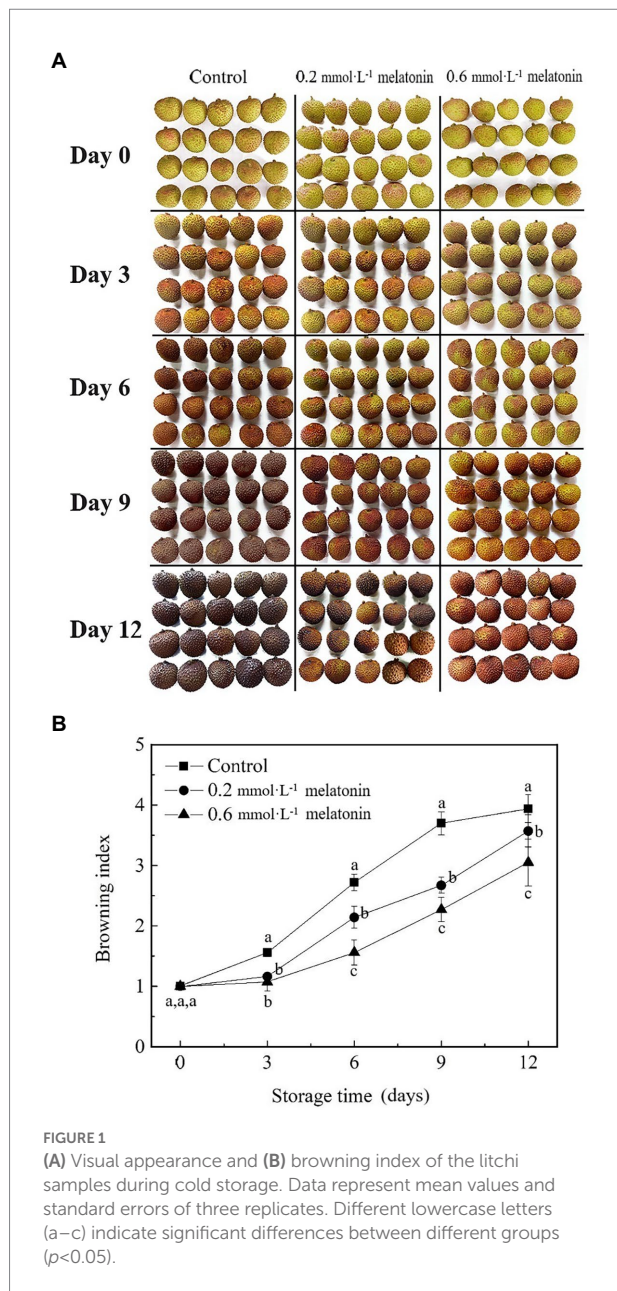 A
Control 0.2 mmol·L⁻¹ melatonin 0.6 mmol·L⁻¹ melatonin
Day 0
Day 3
Day 6
Day 9
Day 12
B
5
4
3
2
1
0
Browning index
Control
0.2 mmol·L⁻¹ melatonin
0.6 mmol·L⁻¹ melatonin
a,a,a
a
b
b
a
b
c
a
b
c
a
b
c
0 3 6 9 12
Storage time (days)
FIGURE 1
(A) Visual appearance and (B) browning index of the litchi
samples during cold storage. Data represent mean values and
standard errors of three replicates. Different lowercase letters
(a–c) indicate significant differences between different groups
(p<0.05).